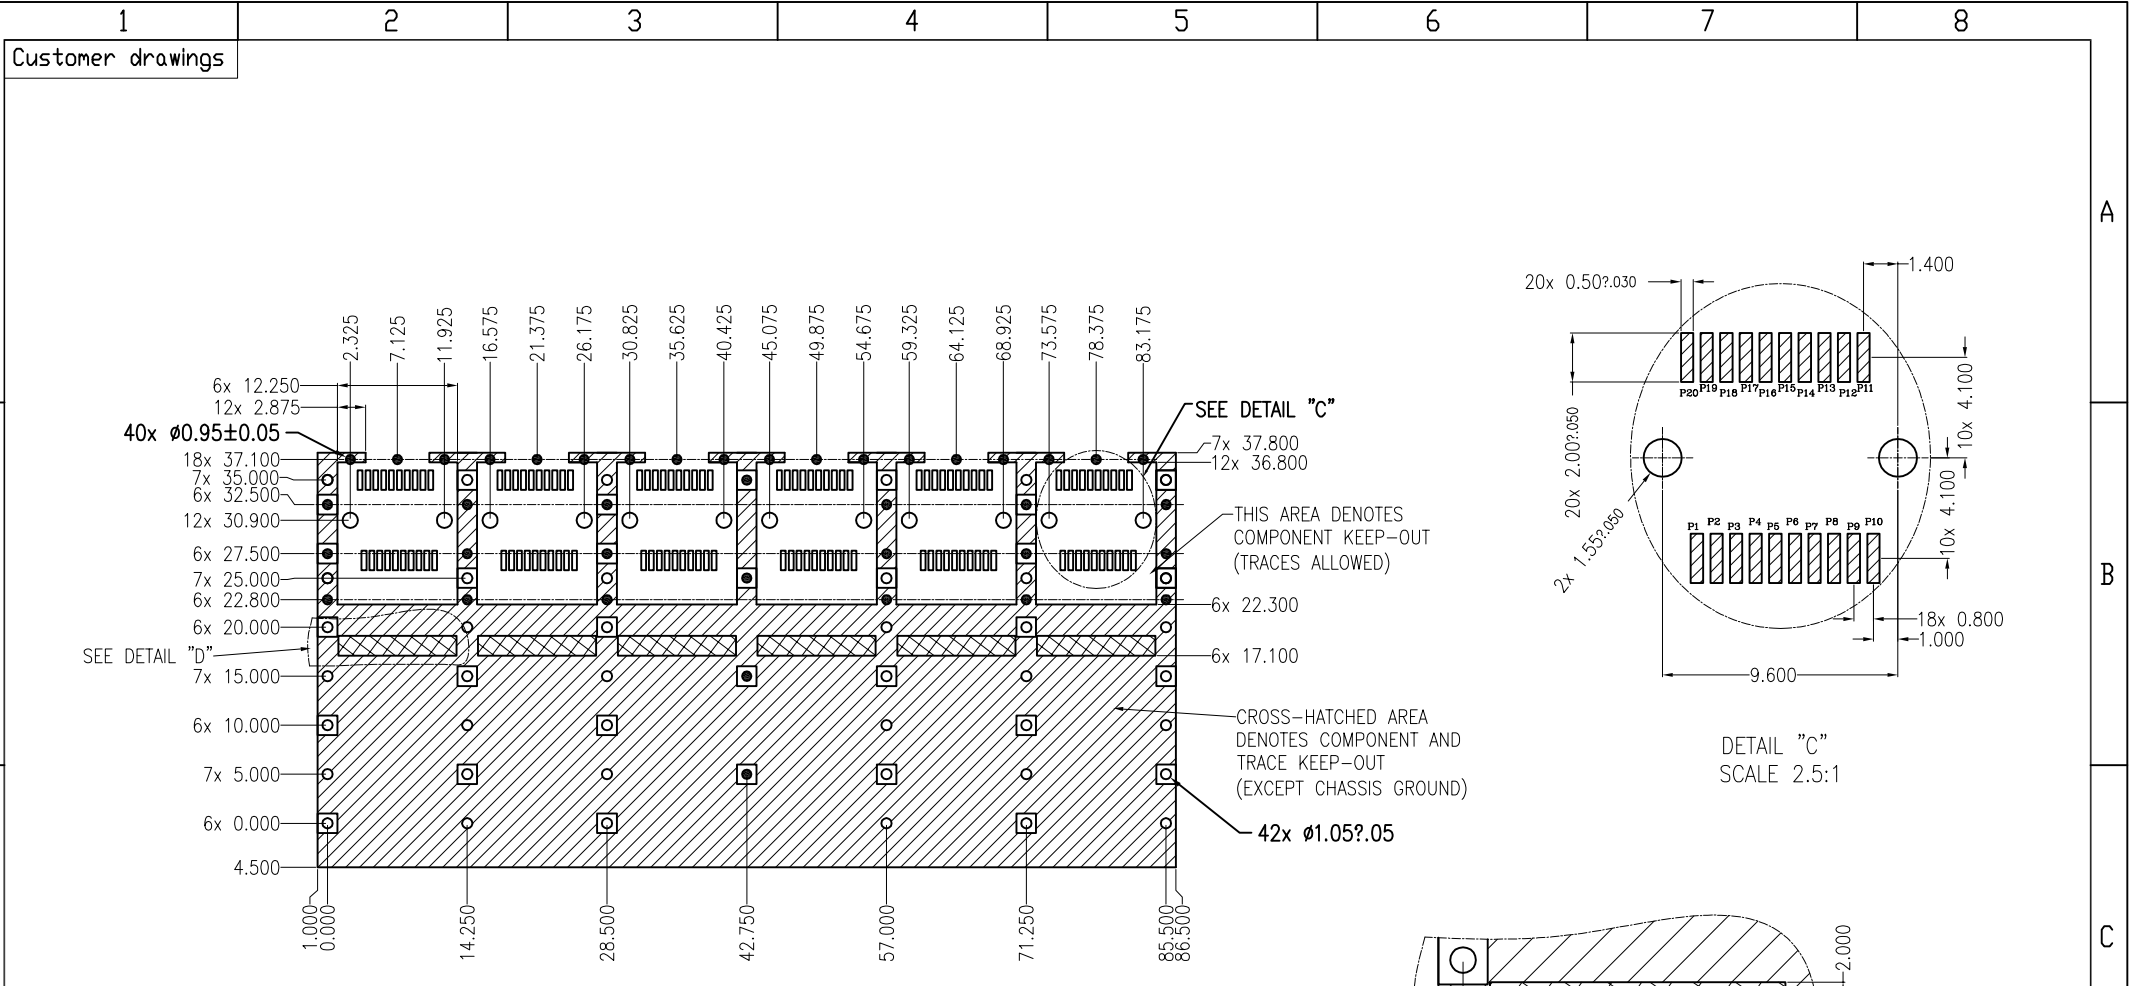 1 2 3 4 5 6 7 8
Customer drawings
A
B
C
2.325
7.125
11.925
16.575
21.375
26.175
30.825
35.625
40.425
45.075
49.875
54.675
59.325
64.125
68.925
73.575
78.375
83.175
6x 12.250
12x 2.875
40x ø0.95±0.05
18x 37.100
7x 35.000
6x 32.500
12x 30.900
6x 27.500
7x 25.000
6x 22.800
6x 20.000
SEE DETAIL "D"
7x 15.000
6x 10.000
7x 5.000
6x 0.000
4.500
1.000
0.000
14.250
28.500
42.750
57.000
71.250
85.500
86.500
SEE DETAIL "C"
7x 37.800
12x 36.800
THIS AREA DENOTES
COMPONENT KEEP-OUT
(TRACES ALLOWED)
6x 22.300
6x 17.100
CROSS-HATCHED AREA
DENOTES COMPONENT AND
TRACE KEEP-OUT
(EXCEPT CHASSIS GROUND)
42x ø1.05?.05
20x 0.50?.030
1.400
20x 2.00?.050
P20 P19 P18 P17 P16 P15 P14 P13 P12 P11
10x 4.100
10x 4.100
2x 1.55?.050
P1 P2 P3 P4 P5 P6 P7 P8 P9 P10
18x 0.800
1.000
9.600
DETAIL "C"
SCALE 2.5:1
2.000